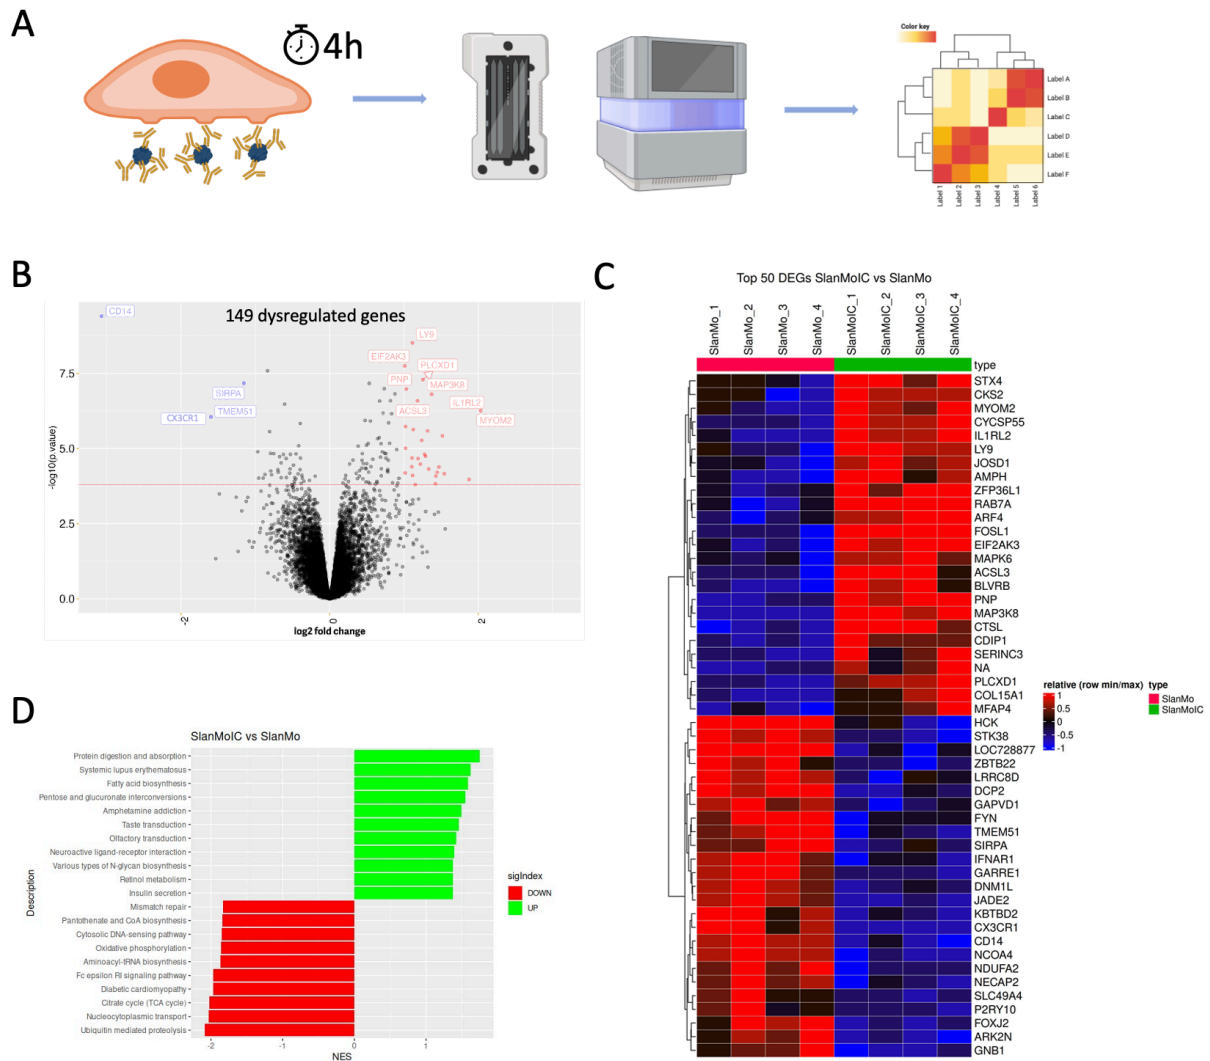 A
4h
Color key
Label A
Label B
Label C
Label D
Label E
Label F
Label 1
Label 2
Label 3
Label 4
Label 5
Label 6
B
149 dysregulated genes
CD14
LY9
EIF2AK3
PLCXD1
PNP
MAP3K8
SIRPA
IL1RL2
TMEM51
CX3CR1
ACSL3
MYOM2
7.5
5.0
2.5
0.0
-log10(p.value)
-2
0
2
log2 fold change
C
Top 50 DEGs SlanMoIC vs SlanMo
SlanMo_1
SlanMo_2
SlanMo_3
SlanMo_4
SlanMoIC_1
SlanMoIC_2
SlanMoIC_3
SlanMoIC_4
type
STX4
CKS2
MYOM2
CYCSP55
IL1RL2
LY9
JOSD1
AMPH
ZFP36L1
RAB7A
ARF4
FOSL1
EIF2AK3
MAPK6
ACSL3
BLVRB
PNP
MAP3K8
CTSL
CDIP1
SERINC3
NA
PLCXD1
COL15A1
MFAP4
HCK
STK38
LOC728877
ZBTB22
LRRC8D
DCP2
GAPVD1
FYN
TMEM51
SIRPA
IFNAR1
GARRE1
DNM1L
JADE2
KBTBD2
CX3CR1
CD14
NCOA4
NDUFA2
NECAP2
SLC49A4
P2RY10
FOXJ2
ARK2N
GNB1
relative (row min/max)
1
0.5
0
-0.5
-1
type
SlanMo
SlanMoIC
D
SlanMoIC vs SlanMo
Protein digestion and absorption
Systemic lupus erythematosus
Fatty acid biosynthesis
Pentose and glucuronate interconversions
Amphetamine addiction
Taste transduction
Olfactory transduction
Neuroactive ligand-receptor interaction
Various types of N-glycan biosynthesis
Retinol metabolism
Insulin secretion
Mismatch repair
Pantothenate and CoA biosynthesis
Cytosolic DNA-sensing pathway
Oxidative phosphorylation
Aminoacyl-tRNA biosynthesis
Fc epsilon RI signaling pathway
Diabetic cardiomyopathy
Citrate cycle (TCA cycle)
Nucleocytoplasmic transport
Ubiquitin mediated proteolysis
Description
-2
-1
0
1
NES
sigIndex
DOWN
UP